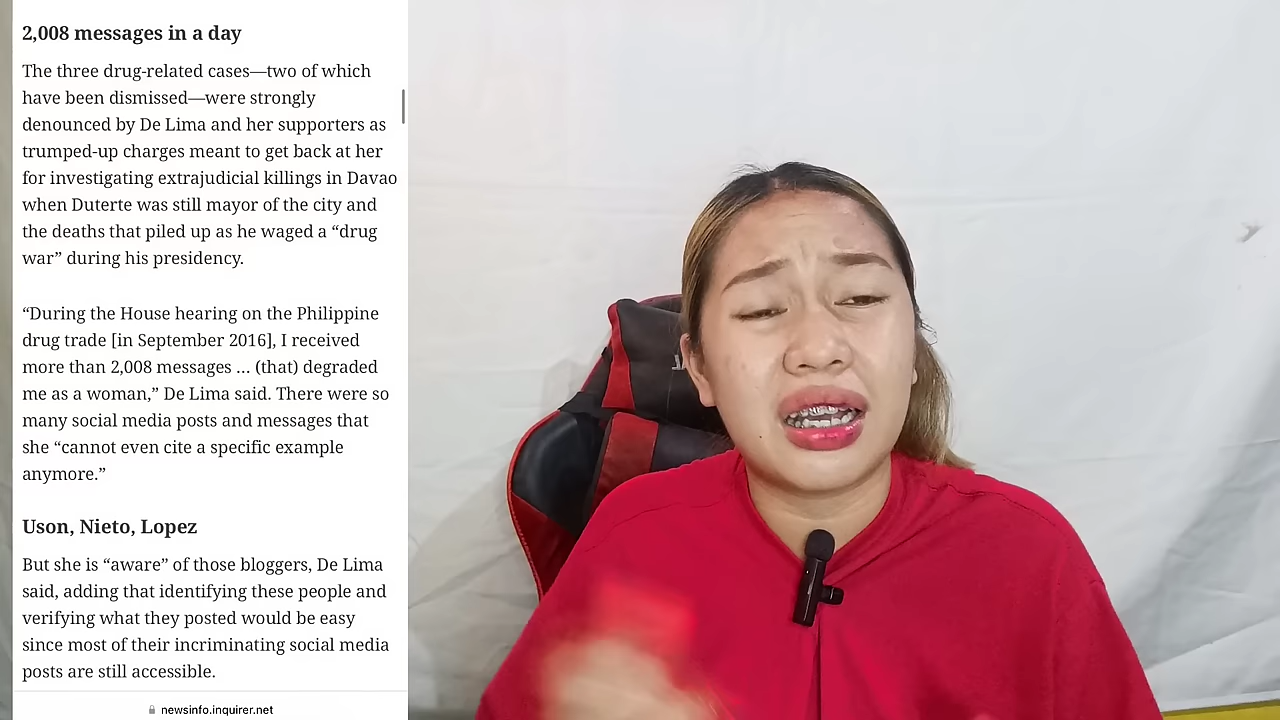 2,008 messages in a day
The three drug-related cases—two of which
have been dismissed—were strongly
denounced by De Lima and her supporters as
trumped-up charges meant to get back at her
for investigating extrajudicial killings in Davao
when Duterte was still mayor of the city and
the deaths that piled up as he waged a “drug
war” during his presidency.
“During the House hearing on the Philippine
drug trade [in September 2016], I received
more than 2,008 messages … (that) degraded
me as a woman,” De Lima said. There were so
many social media posts and messages that
she “cannot even cite a specific example
anymore.”
Uson, Nieto, Lopez
But she is “aware” of those bloggers, De Lima
said, adding that identifying these people and
verifying what they posted would be easy
since most of their incriminating social media
posts are still accessible.
newsinfo.inquirer.net